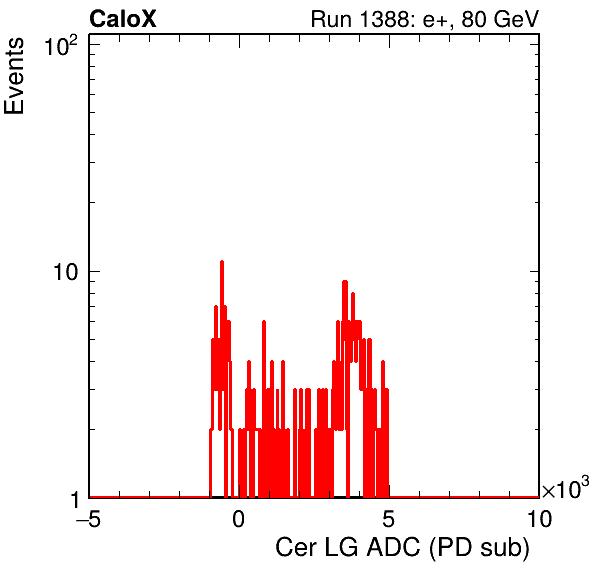 CaloX Run 1388: e+, 80 GeV
Events
10²
10
1
−5 0 5 10
×10³
Cer LG ADC (PD sub)